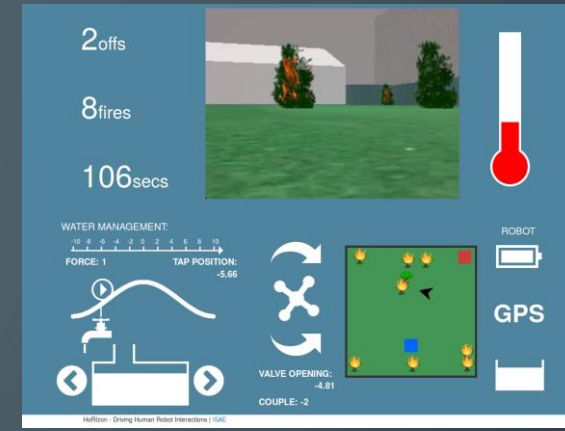 2offs
8fires
106secs
WATER MANAGEMENT:
-10 -8 -6 -4 -2 0 2 4 6 8 10
FORCE: 1
TAP POSITION:
-5.66
ROBOT
GPS
VALVE OPENING:
-4.81
COUPLE: -2
HoRizon - Driving Human Robot Interactions | ISAE